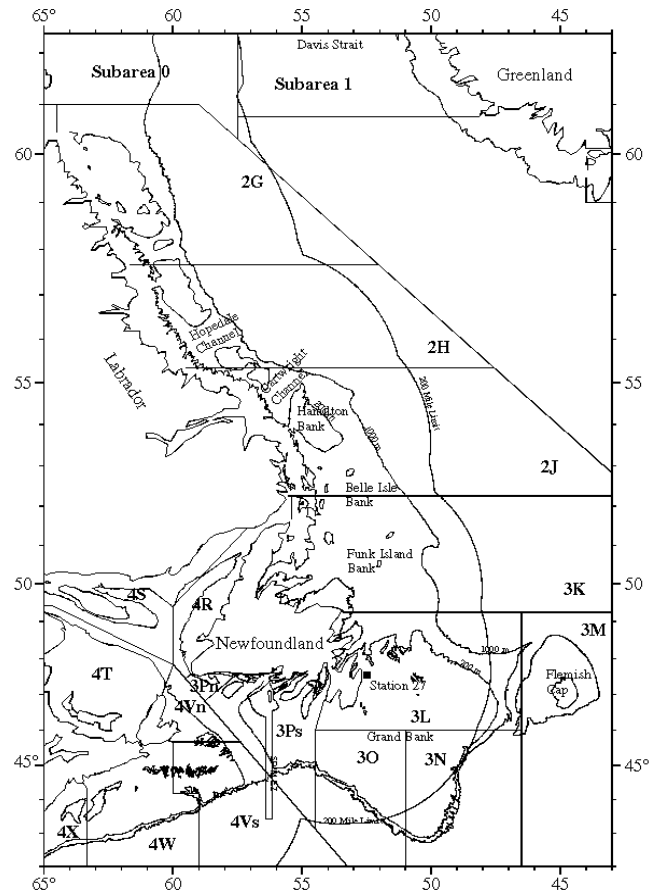 65° 60 55 50 45
Davis Strait
Subarea 0
Subarea 1
Greenland
60
60
2G
2H
Hopedale
Channel
Cartwright
Channel
Labrador
55
55
200 Mile Limit
Hamilton
Bank
1000 m
2J
Belle Isle
Bank
Funk Island
Bank
50
50
3K
4S
4R
3M
Newfoundland
1000 m
200 m
4T
3Pn
Station 27
Flemish
Cap
4Vn
3L
3Ps
Grand Bank
3O
3N
45°
45°
4X
4Vs
200 Mile Limit
4W
65° 60 55 50 45